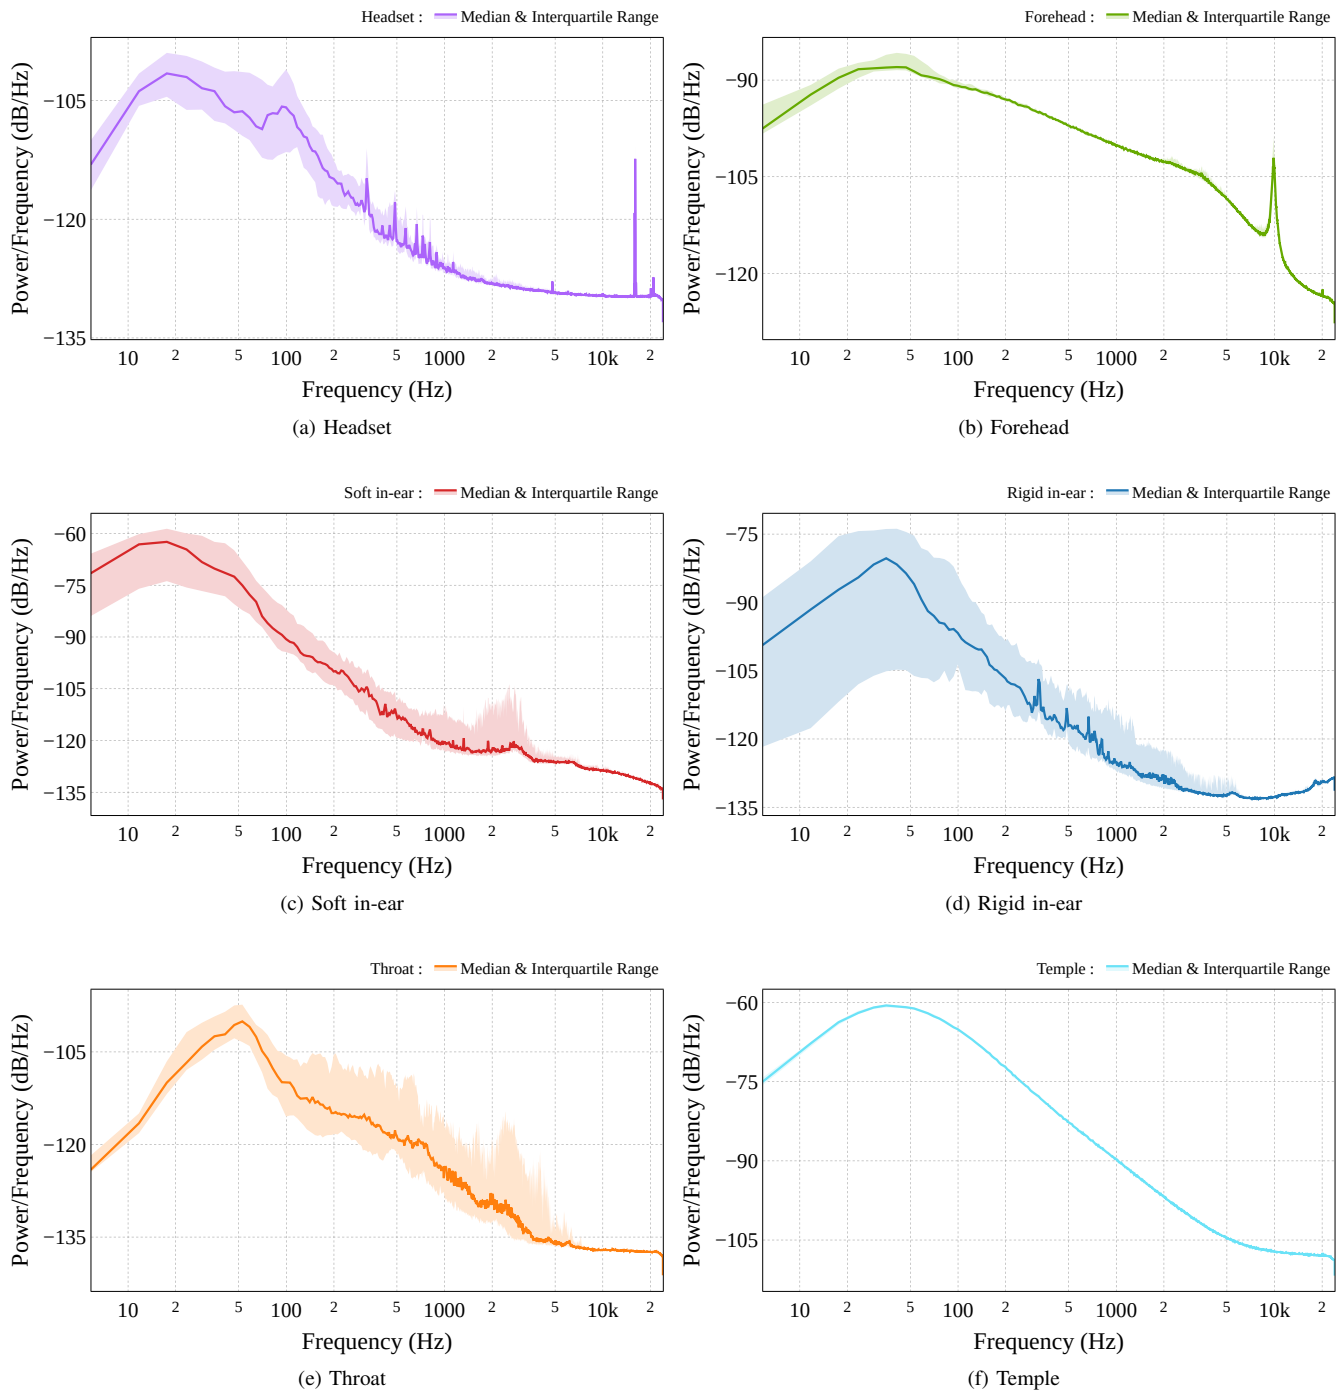 Headset : Median & Interquartile Range
Power/Frequency (dB/Hz)
−105
−120
−135
10 2 5 100 2 5 1000 2 5 10k 2
Frequency (Hz)
(a) Headset
Forehead : Median & Interquartile Range
Power/Frequency (dB/Hz)
−90
−105
−120
10 2 5 100 2 5 1000 2 5 10k 2
Frequency (Hz)
(b) Forehead
Soft in-ear : Median & Interquartile Range
Power/Frequency (dB/Hz)
−60
−75
−90
−105
−120
−135
10 2 5 100 2 5 1000 2 5 10k 2
Frequency (Hz)
(c) Soft in-ear
Rigid in-ear : Median & Interquartile Range
Power/Frequency (dB/Hz)
−75
−90
−105
−120
−135
10 2 5 100 2 5 1000 2 5 10k 2
Frequency (Hz)
(d) Rigid in-ear
Throat : Median & Interquartile Range
Power/Frequency (dB/Hz)
−105
−120
−135
10 2 5 100 2 5 1000 2 5 10k 2
Frequency (Hz)
(e) Throat
Temple : Median & Interquartile Range
Power/Frequency (dB/Hz)
−60
−75
−90
−105
10 2 5 100 2 5 1000 2 5 10k 2
Frequency (Hz)
(f) Temple